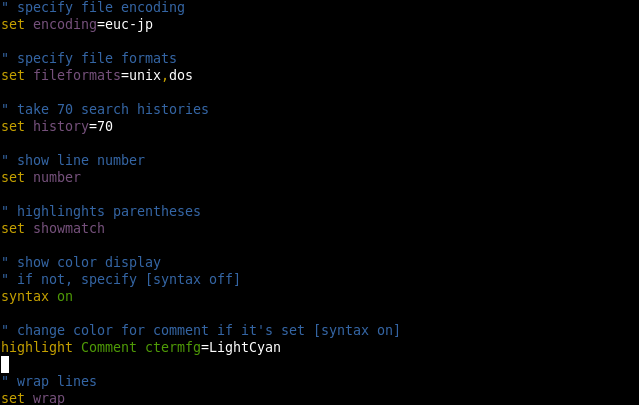 " specify file encoding
set encoding=euc-jp
" specify file formats
set fileformats=unix,dos
" take 70 search histories
set history=70
" show line number
set number
" highlinghts parentheses
set showmatch
" show color display
" if not, specify [syntax off]
syntax on
" change color for comment if it's set [syntax on]
highlight Comment ctermfg=LightCyan
" wrap lines
set wrap